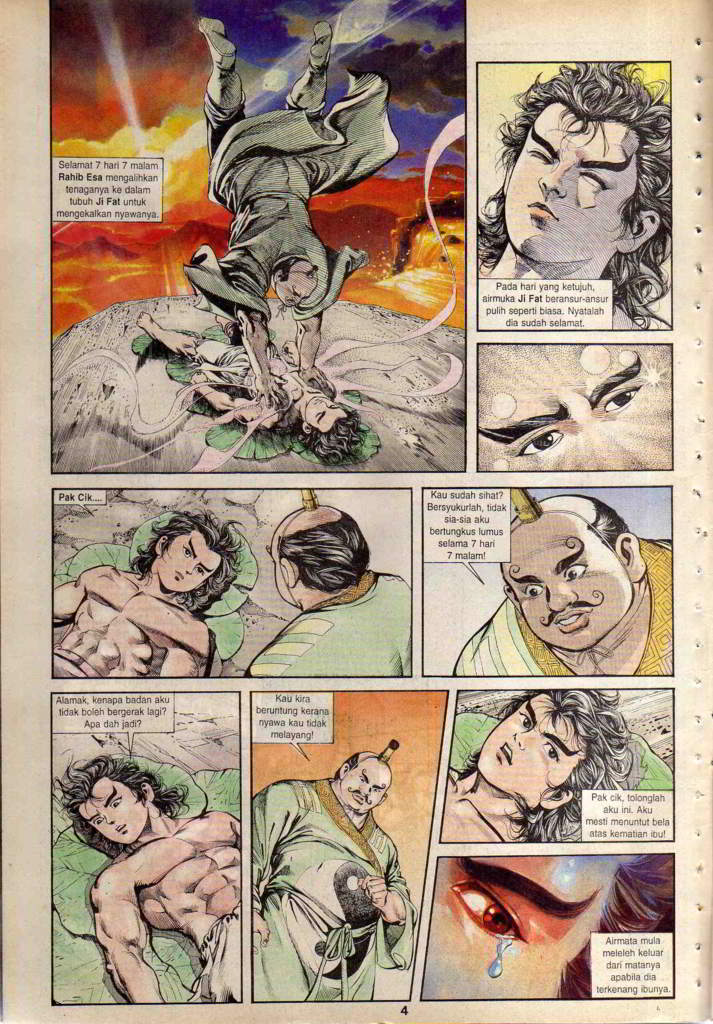 Selamat 7 hari 7 malam
Rahib Esa mengalihkan
tenaganya ke dalam
tubuh Ji Fat untuk
mengekalkan nyawanya.
Pada hari yang ketujuh,
airmuka Ji Fat beransur-ansur
pulih seperti biasa. Nyatalah
dia sudah selamat.
Pak Cik....
Kau sudah sihat?
Bersyukurlah, tidak
sia-sia aku
bertungkus lumus
selama 7 hari
7 malam!
Alamak, kenapa badan aku
tidak boleh bergerak lagi?
Apa dah jadi?
Kau kira
beruntung kerana
nyawa kau tidak
melayang!
Pak cik, tolonglah
aku ini. Aku
mesti menuntut bela
atas kematian ibu!
Airmata mula
meleleh keluar
dari matanya
apabila dia
terkenang ibunya.
4